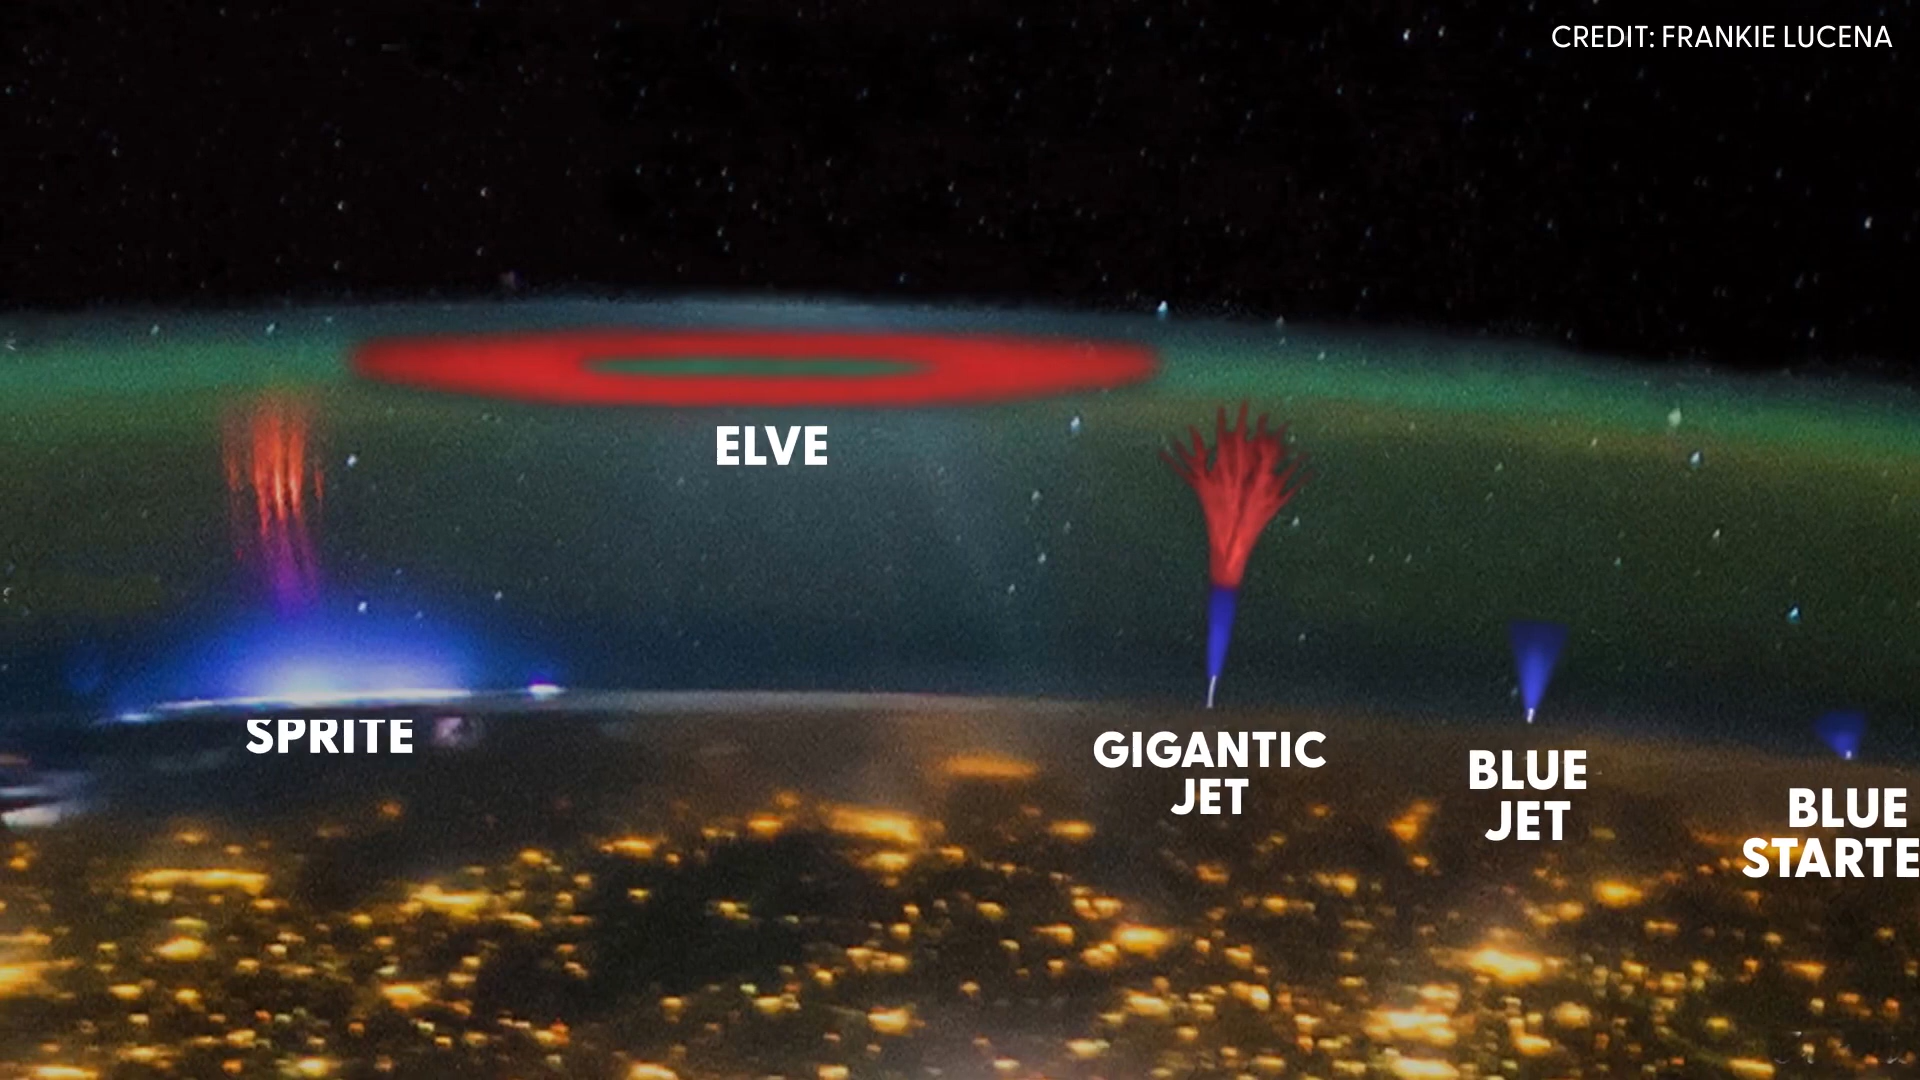 CREDIT: FRANKIE LUCENA
ELVE
SPRITE
GIGANTIC
JET
BLUE
JET
BLUE
STARTE